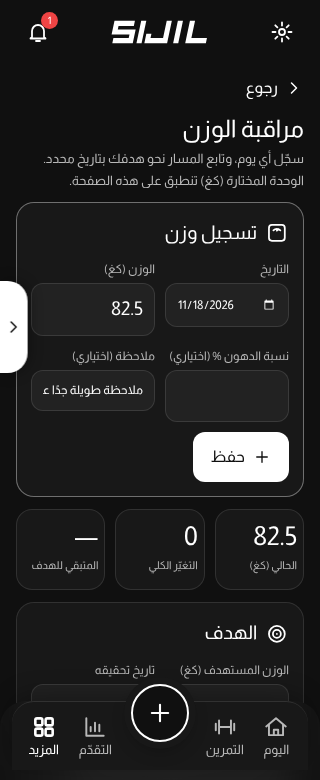 1
SIJIL
رجوع
مراقبة الوزن
سجّل أي يوم، وتابع المسار نحو هدفك بتاريخ محدد.
الوحدة المختارة (كغ) تنطبق على هذه الصفحة.
تسجيل وزن
التاريخ
الوزن (كغ)
11/18/2026
82.5
نسبة الدهون % (اختياري)
ملاحظة (اختياري)
ملاحظة طويلة جدًا ء
حفظ
82.5
0
—
الحالي (كغ)
التغيّر الكلي
المتبقي للهدف
الهدف
الوزن المستهدف (كغ)
تاريخ تحقيقه
اليوم
التمرين
التقدّم
المزيد